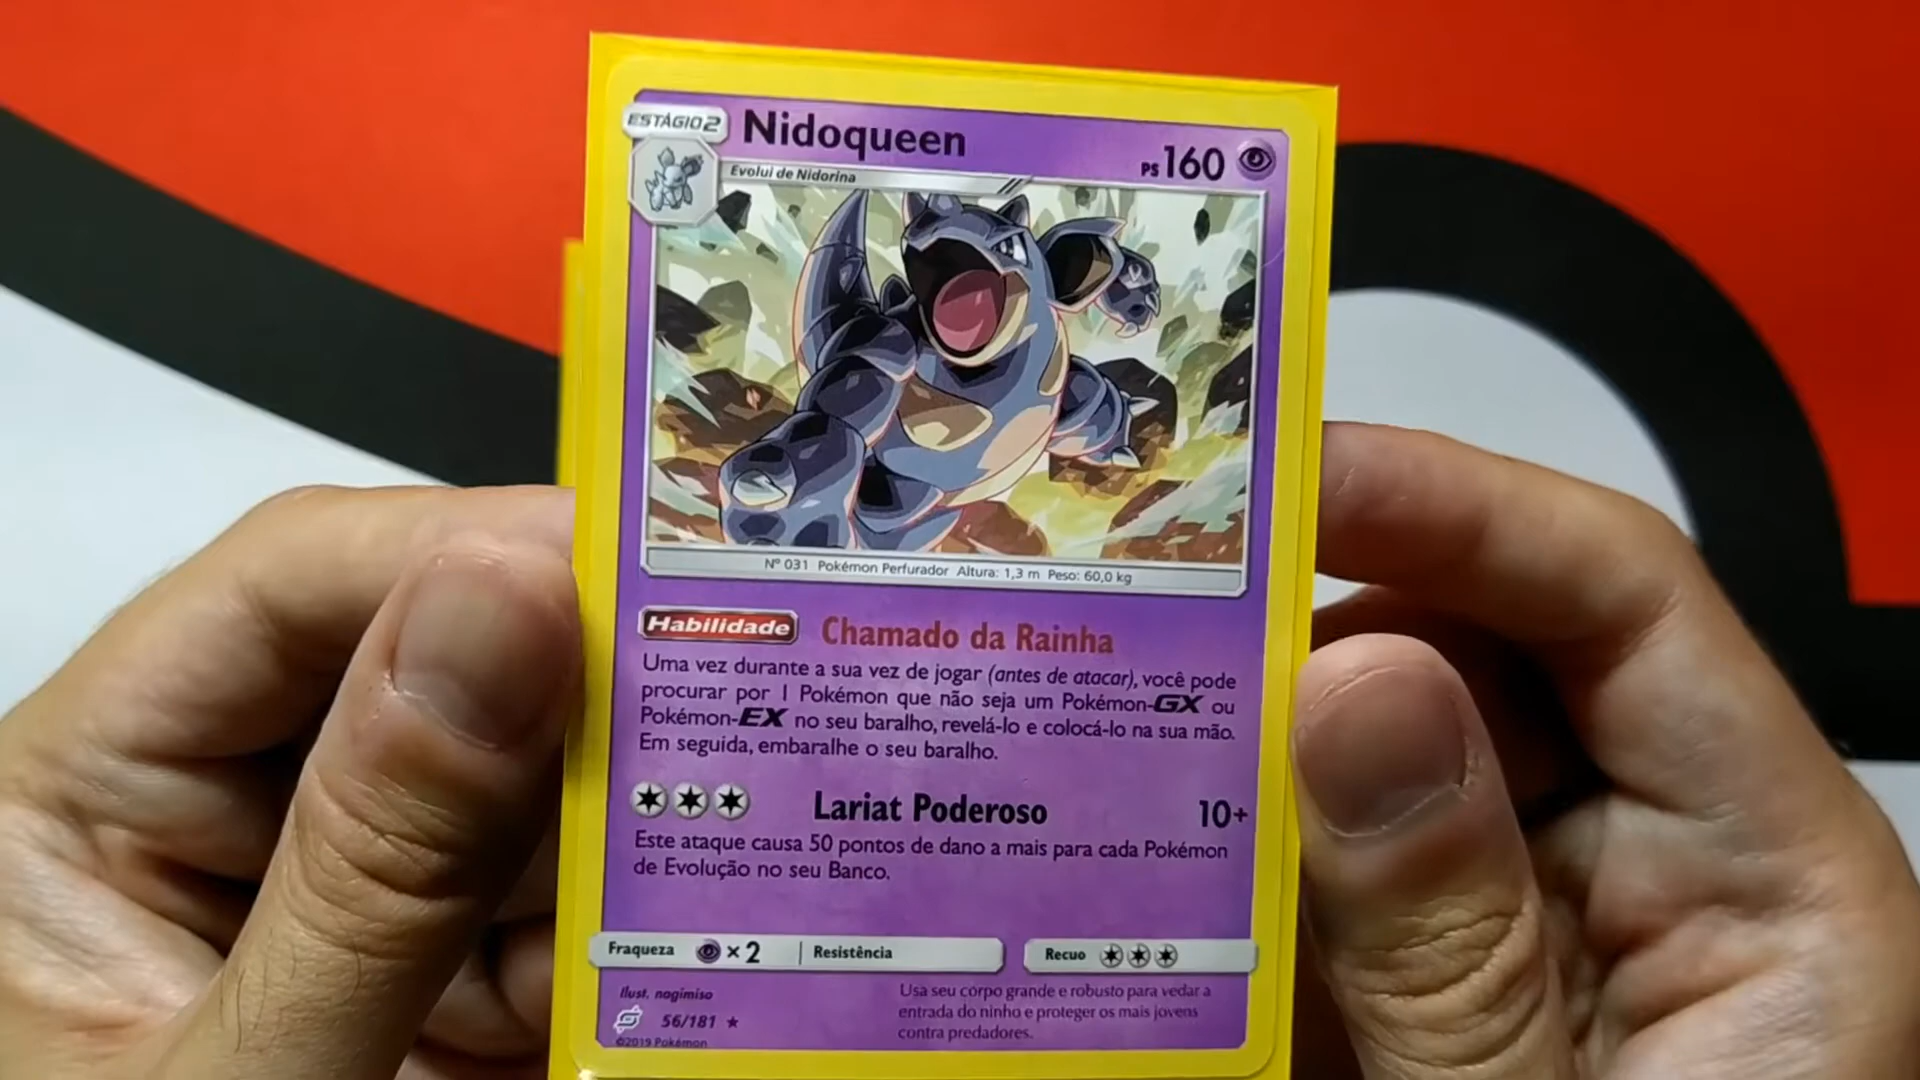 ESTÁGIO2
Nidoqueen
PS160
Evolui de Nidorina
Nº 031 Pokémon Perfurador Altura: 1,3 m Peso: 60,0 kg
Habilidade Chamado da Rainha
Uma vez durante a sua vez de jogar (antes de atacar), você pode
procurar por 1 Pokémon que não seja um Pokémon-GX ou
Pokémon-EX no seu baralho, revelá-lo e colocá-lo na sua mão.
Em seguida, embaralhe o seu baralho.
Lariat Poderoso 10+
Este ataque causa 50 pontos de dano a mais para cada Pokémon
de Evolução no seu Banco.
Fraqueza ×2 Resistência Recuo
Ilust. nagimiso
56/181
©2019 Pokémon
Usa seu corpo grande e robusto para vedar a
entrada do ninho e proteger os mais jovens
contra predadores.